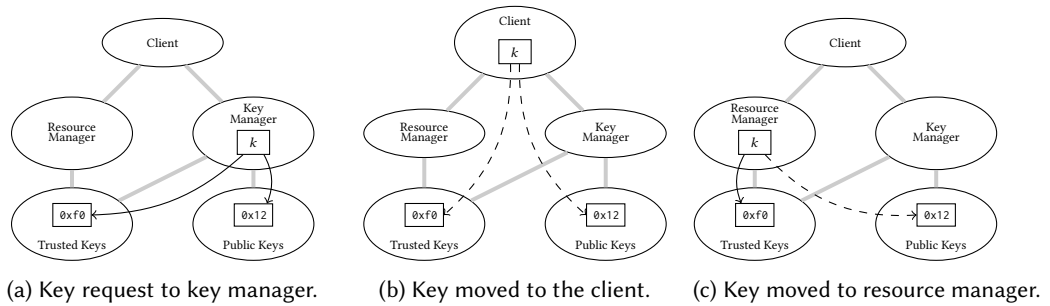 Client
Resource
Manager
Key
Manager
k
0xf0
Trusted Keys
0x12
Public Keys
(a) Key request to key manager.
Client
k
Resource
Manager
Key
Manager
0xf0
Trusted Keys
0x12
Public Keys
(b) Key moved to the client.
Client
Resource
Manager
k
Key
Manager
0xf0
Trusted Keys
0x12
Public Keys
(c) Key moved to resource manager.